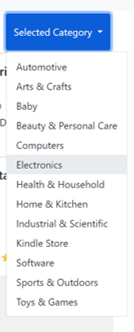 Selected Category
Automotive
Arts & Crafts
Baby
Beauty & Personal Care
Computers
Electronics
Health & Household
Home & Kitchen
Industrial & Scientific
Kindle Store
Software
Sports & Outdoors
Toys & Games